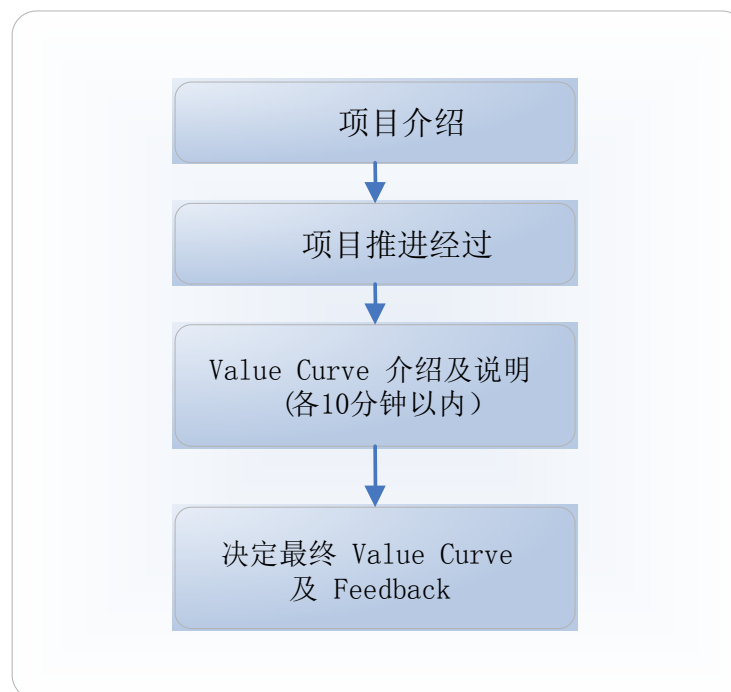 项目介绍
项目推进经过
Value Curve 介绍及说明
(各10分钟以内）
决定最终 Value Curve
及 Feedback